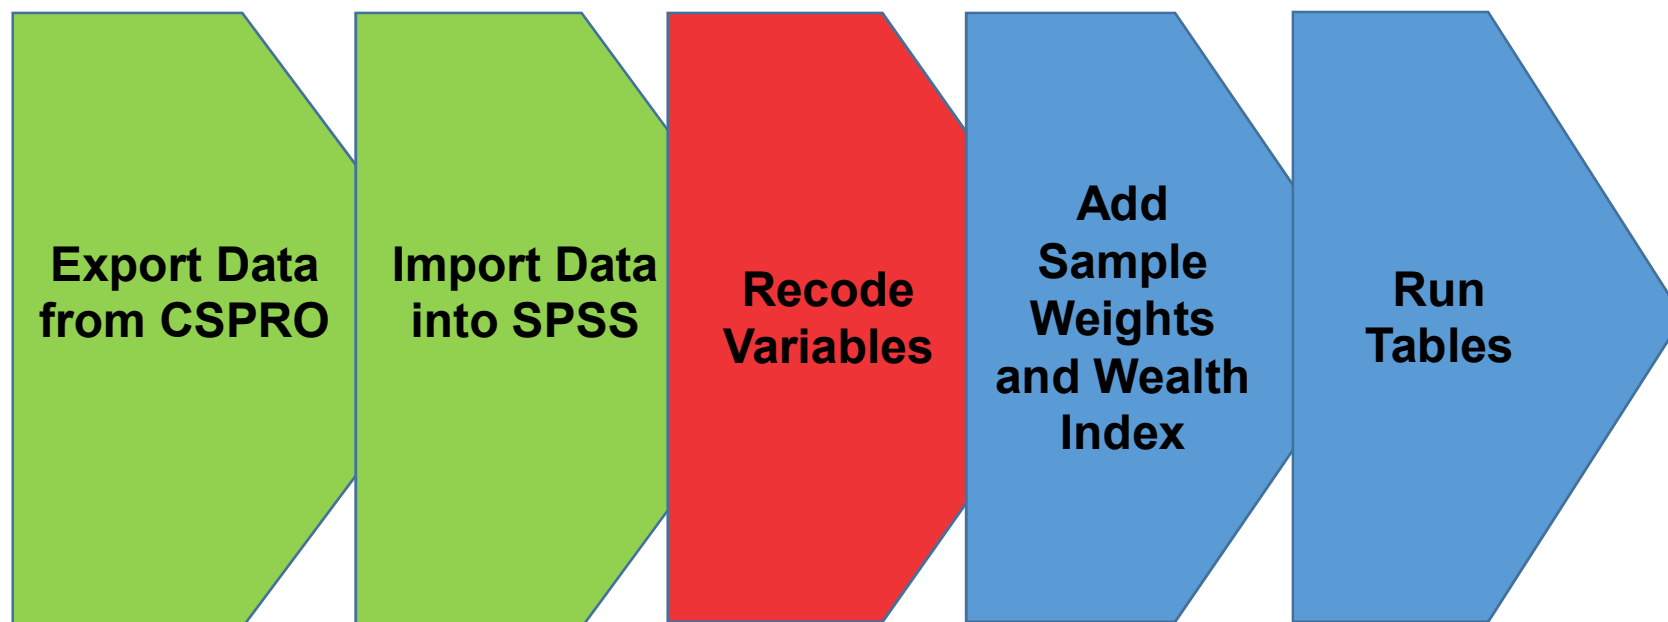 Export Data
from CSPRO
Import Data
into SPSS
Recode
Variables
Add
Sample
Weights
and Wealth
Index
Run
Tables